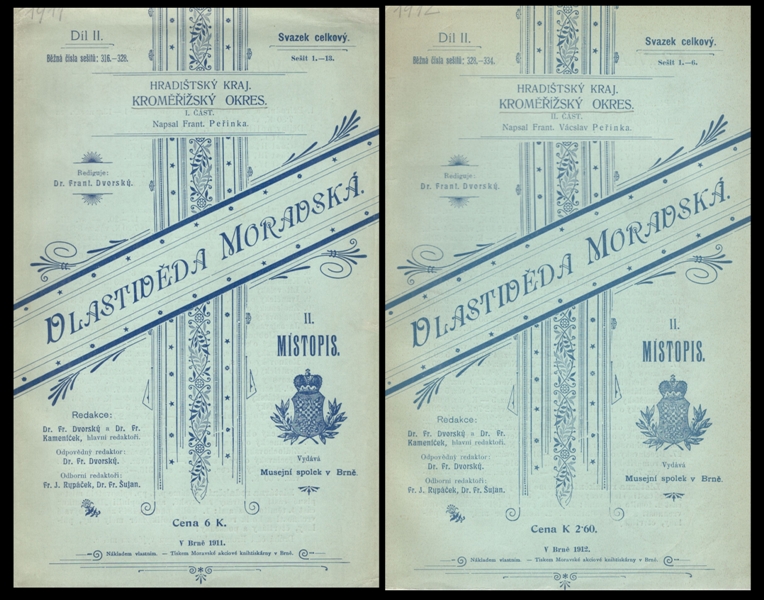 1911
Díl II.
Běžná čísla sešitů: 316.–328.
Svazek celkový.
Sešit 1.–13.
HRADIŠTSKÝ KRAJ.
KROMĚŘÍŽSKÝ OKRES.
I. ČÁST.
Napsal Frant. Peřinka.
Rediguje:
Dr. Frant. Dvorský.
VLASTIVĚDA MORAVSKÁ.
II.
MÍSTOPIS.
Redakce:
Dr. Fr. Dvorský a Dr. Fr.
Kameníček, hlavní redaktoři.
Odpovědný redaktor:
Dr. Fr. Dvorský.
Odborní redaktoři:
Fr. J. Rypáček, Dr. Fr. Šujan.
Vydává
Musejní spolek v Brně.
Cena 6 K.
V Brně 1911.
Nákladem vlastním. — Tiskem Moravské akciové knihtiskárny v Brně.
1912
Díl II.
Běžná čísla sešitů: 329.–334.
Svazek celkový.
Sešit 1.–6.
HRADIŠTSKÝ KRAJ.
KROMĚŘÍŽSKÝ OKRES.
II. ČÁST.
Napsal Frant. Vácslav Peřinka.
Rediguje:
Dr. Frant. Dvorský.
VLASTIVĚDA MORAVSKÁ.
II.
MÍSTOPIS.
Redakce:
Dr. Fr. Dvorský a Dr. Fr.
Kameníček, hlavní redaktoři.
Odpovědný redaktor:
Dr. Fr. Dvorský.
Odborní redaktoři:
Fr. J. Rypáček, Dr. Fr. Šujan.
Vydává
Musejní spolek v Brně.
Cena K 2·60.
V Brně 1912.
Nákladem vlastním. — Tiskem Moravské akciové knihtiskárny v Brně.